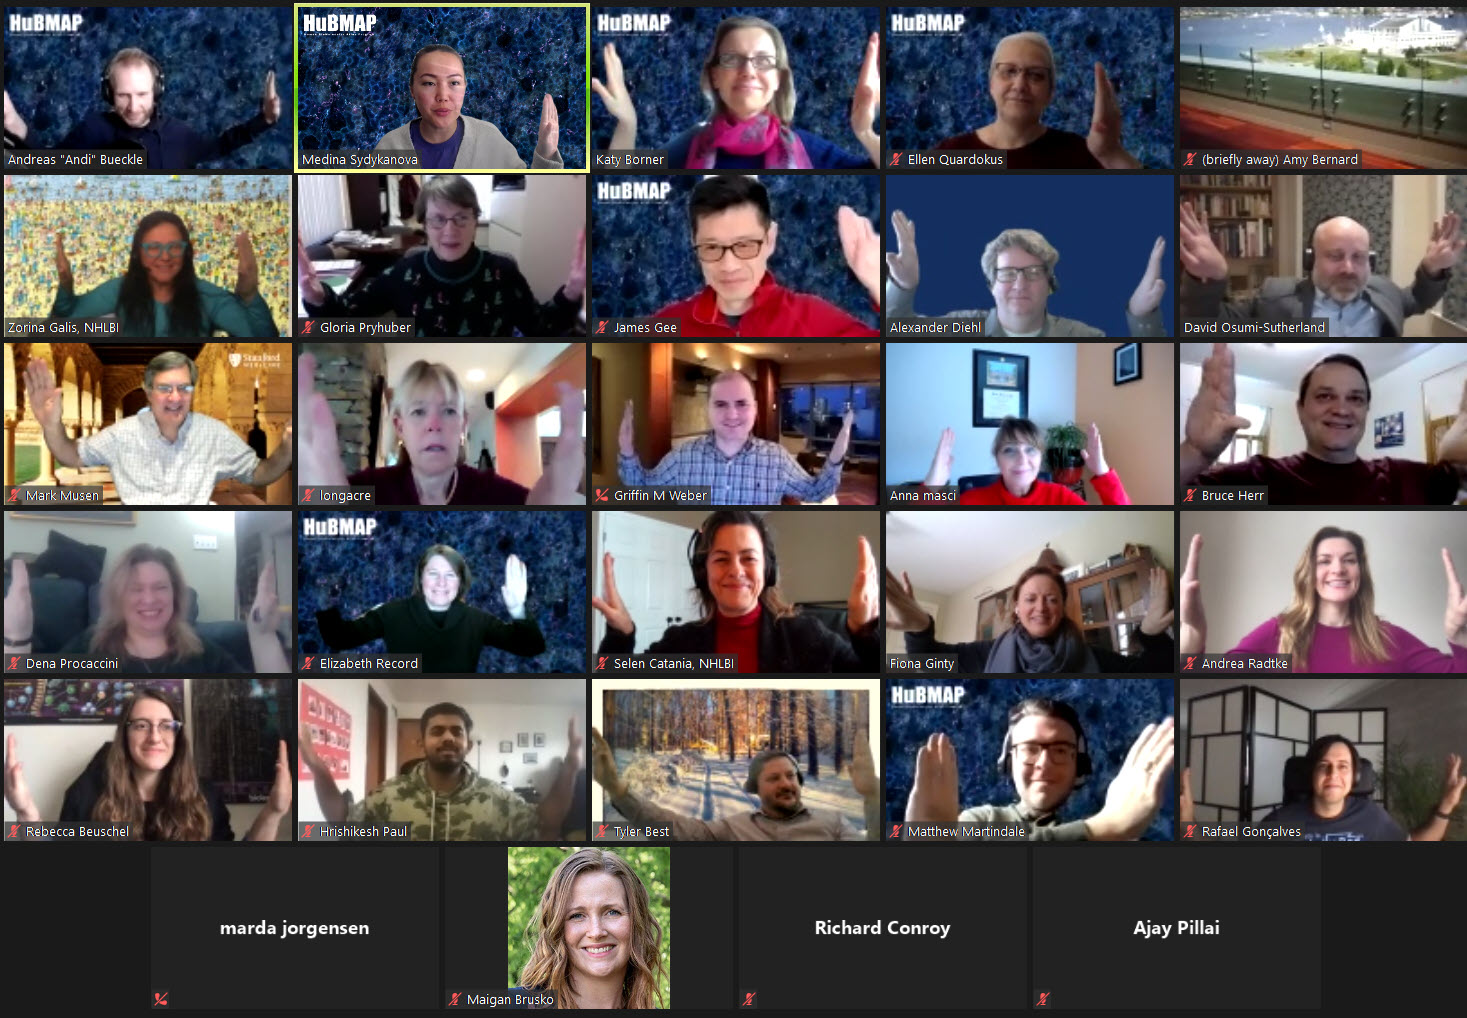 HuBMAP
HuBMAP
HuBMAP
HuBMAP
Andreas "Andi" Bueckle
Medina Sydykanova
Katy Borner
Ellen Quardokus
(briefly away) Amy Bernard
HuBMAP
Zorina Galis, NHLBI
Gloria Pryhuber
James Gee
Alexander Diehl
David Osumi-Sutherland
Stanford
MEDICINE
Mark Musen
longacre
Griffin M Weber
Anna masci
Bruce Herr
HuBMAP
Dena Procaccini
Elizabeth Record
Selen Catania, NHLBI
Fiona Ginty
Andrea Radtke
HuBMAP
Rebecca Beuschel
Hrishikesh Paul
Tyler Best
Matthew Martindale
Rafael Gonçalves
marda jorgensen
Richard Conroy
Ajay Pillai
Maigan Brusko